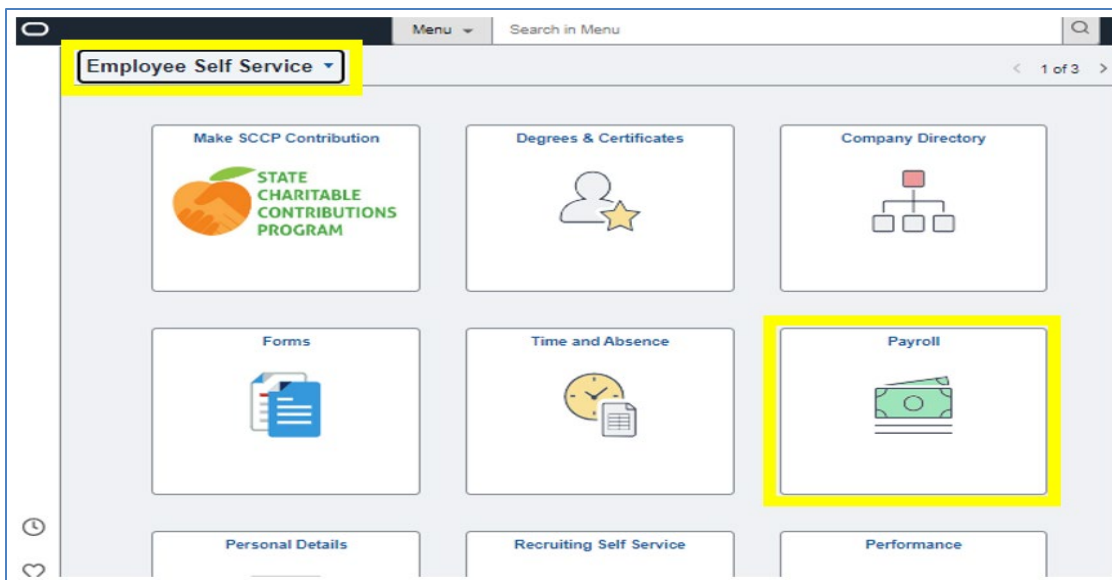 Menu
Search in Menu
Employee Self Service
1 of 3
Make SCCP Contribution
Degrees & Certificates
Company Directory
STATE
CHARITABLE
CONTRIBUTIONS
PROGRAM
Forms
Time and Absence
Payroll
Personal Details
Recruiting Self Service
Performance